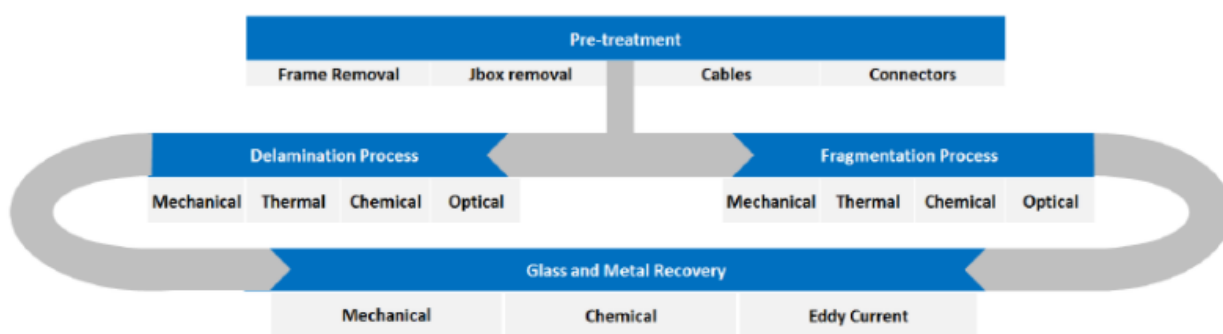 Pre-treatment
Frame Removal Jbox removal Cables Connectors
Delamination Process Fragmentation Process
Mechanical Thermal Chemical Optical Mechanical Thermal Chemical Optical
Glass and Metal Recovery
Mechanical Chemical Eddy Current